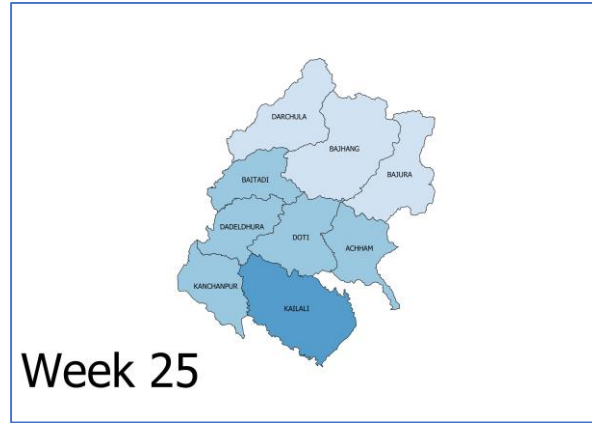 DARCHULA
BAJHANG
BAJURA
BAITADI
DADELDHURA
DOTI
ACHHAM
KANCHANPUR
KAILALI
Week 25